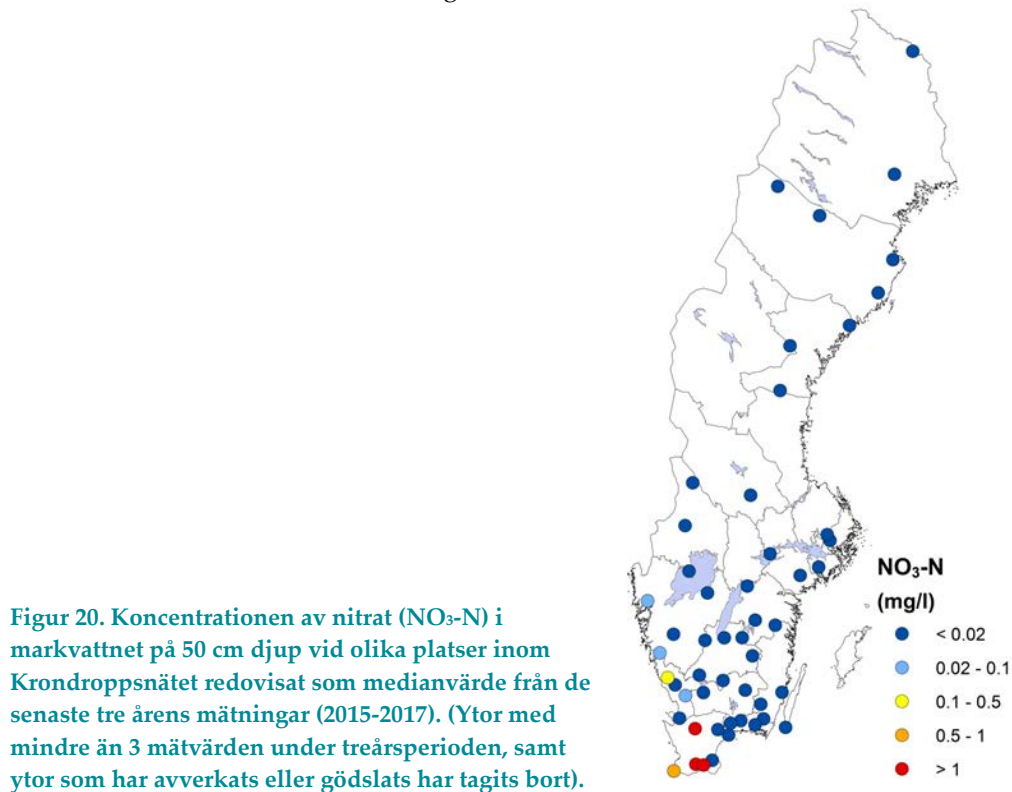 NO₃-N
(mg/l)
< 0.02
0.02 - 0.1
0.1 - 0.5
0.5 - 1
> 1
Figur 20. Koncentrationen av nitrat (NO₃-N) i
markvattnet på 50 cm djup vid olika platser inom
Krondroppsnätet redovisat som medianvärde från de
senaste tre årens mätningar (2015-2017). (Ytor med
mindre än 3 mätvärden under treårsperioden, samt
ytor som har avverkats eller gödslats har tagits bort).